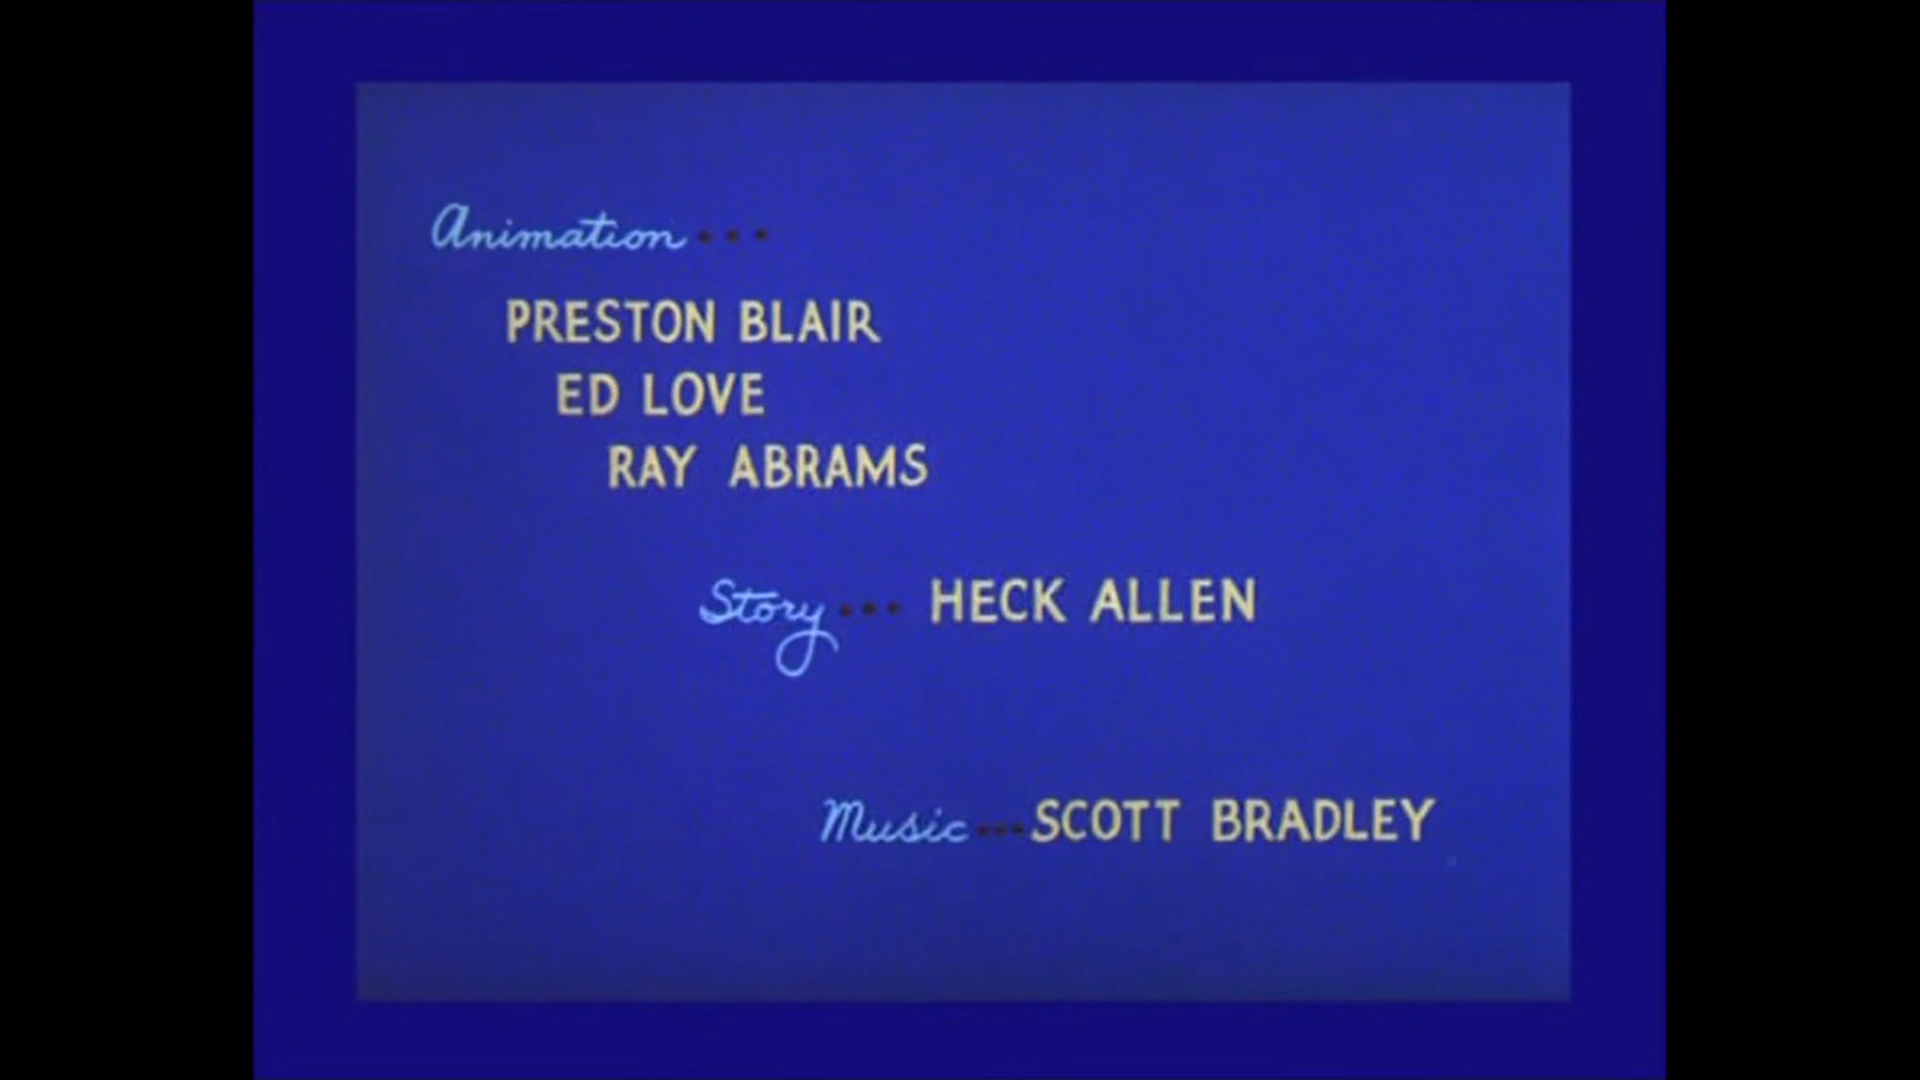 Animation...
PRESTON BLAIR
ED LOVE
RAY ABRAMS
Story... HECK ALLEN
Music...SCOTT BRADLEY